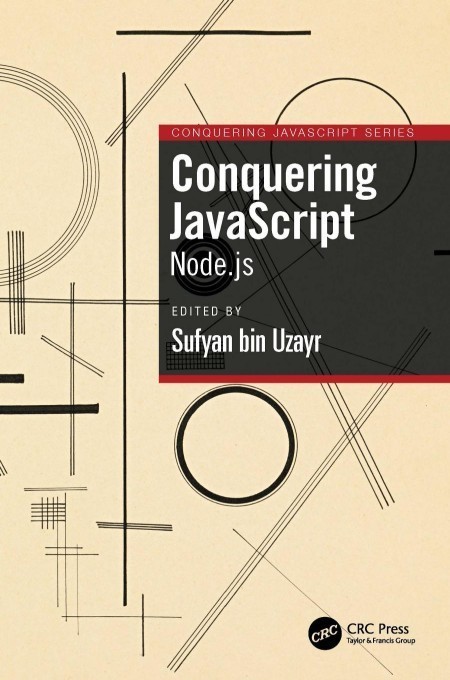 CONQUERING JAVASCRIPT SERIES
Conquering
JavaScript
Node.js
EDITED BY
Sufyan bin Uzayr
CRC
CRC Press
Taylor & Francis Group